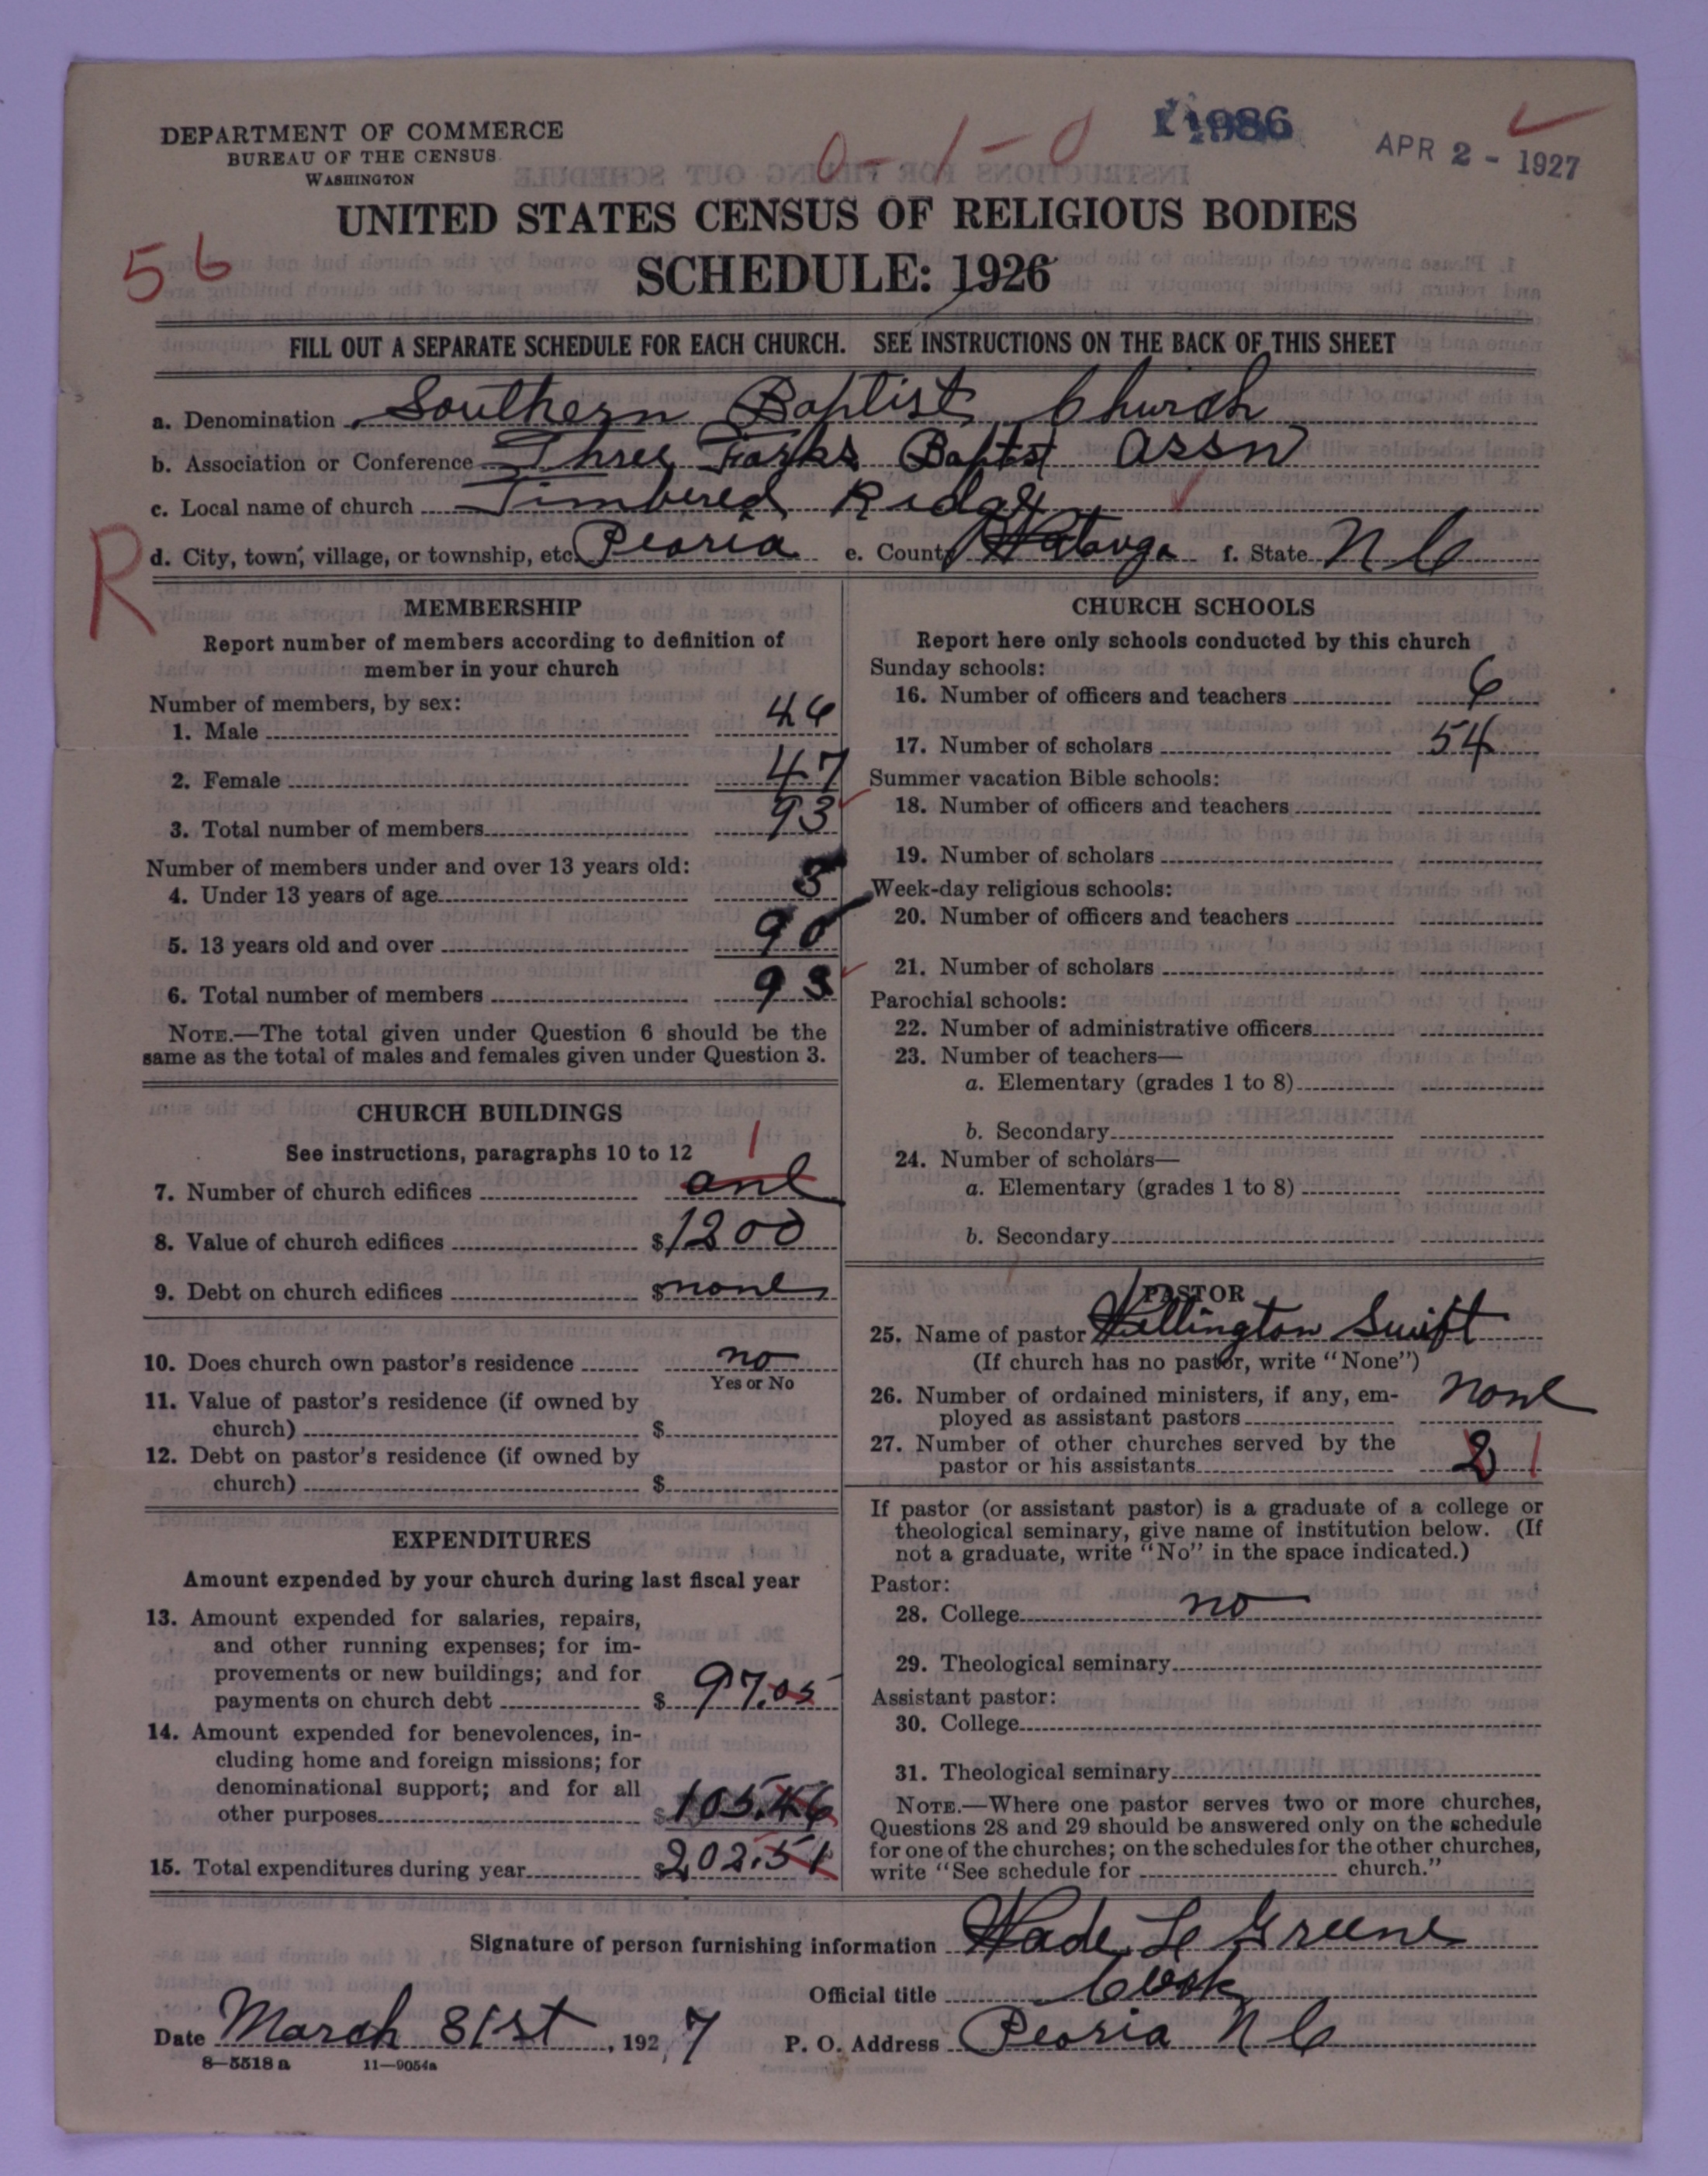 DEPARTMENT OF COMMERCE
BUREAU OF THE CENSUS
WASHINGTON
0-1-0
11986
APR 2 - 1927
UNITED STATES CENSUS OF RELIGIOUS BODIES
56
SCHEDULE: 1926
FILL OUT A SEPARATE SCHEDULE FOR EACH CHURCH. SEE INSTRUCTIONS ON THE BACK OF THIS SHEET
a. Denomination Southern Baptist Church
b. Association or Conference Three Forks Baptst assn
c. Local name of church Timbered Ridge
R
d. City, town, village, or township, etc. Peoria e. County Watauga f. State N C
MEMBERSHIP
Report number of members according to definition of
member in your church
Number of members, by sex:
1. Male 46
2. Female 47
3. Total number of members 93
Number of members under and over 13 years old:
4. Under 13 years of age 3
5. 13 years old and over 90
6. Total number of members 93
NOTE.—The total given under Question 6 should be the
same as the total of males and females given under Question 3.
CHURCH BUILDINGS
See instructions, paragraphs 10 to 12
1
7. Number of church edifices one
8. Value of church edifices $1200
9. Debt on church edifices $none
10. Does church own pastor's residence no
Yes or No
11. Value of pastor's residence (if owned by
church) $
12. Debt on pastor's residence (if owned by
church) $
EXPENDITURES
Amount expended by your church during last fiscal year
13. Amount expended for salaries, repairs,
and other running expenses; for im-
provements or new buildings; and for
payments on church debt $97.05
14. Amount expended for benevolences, in-
cluding home and foreign missions; for
denominational support; and for all
other purposes $105.46
15. Total expenditures during year $202.51
CHURCH SCHOOLS
Report here only schools conducted by this church
Sunday schools:
16. Number of officers and teachers 6
17. Number of scholars 54
Summer vacation Bible schools:
18. Number of officers and teachers
19. Number of scholars
Week-day religious schools:
20. Number of officers and teachers
21. Number of scholars
Parochial schools:
22. Number of administrative officers
23. Number of teachers—
a. Elementary (grades 1 to 8)
b. Secondary
24. Number of scholars—
a. Elementary (grades 1 to 8)
b. Secondary
PASTOR
25. Name of pastor Willington Swift
(If church has no pastor, write "None")
26. Number of ordained ministers, if any, em-
ployed as assistant pastors none
27. Number of other churches served by the
pastor or his assistants 2 1
If pastor (or assistant pastor) is a graduate of a college or
theological seminary, give name of institution below. (If
not a graduate, write "No" in the space indicated.)
Pastor:
28. College no
29. Theological seminary
Assistant pastor:
30. College
31. Theological seminary
NOTE.—Where one pastor serves two or more churches,
Questions 28 and 29 should be answered only on the schedule
for one of the churches; on the schedules for the other churches,
write "See schedule for church."
Signature of person furnishing information Wade L Greene
Official title Clerk
Date March 31st, 1927 P. O. Address Peoria N C
8-5518a 11-9054a